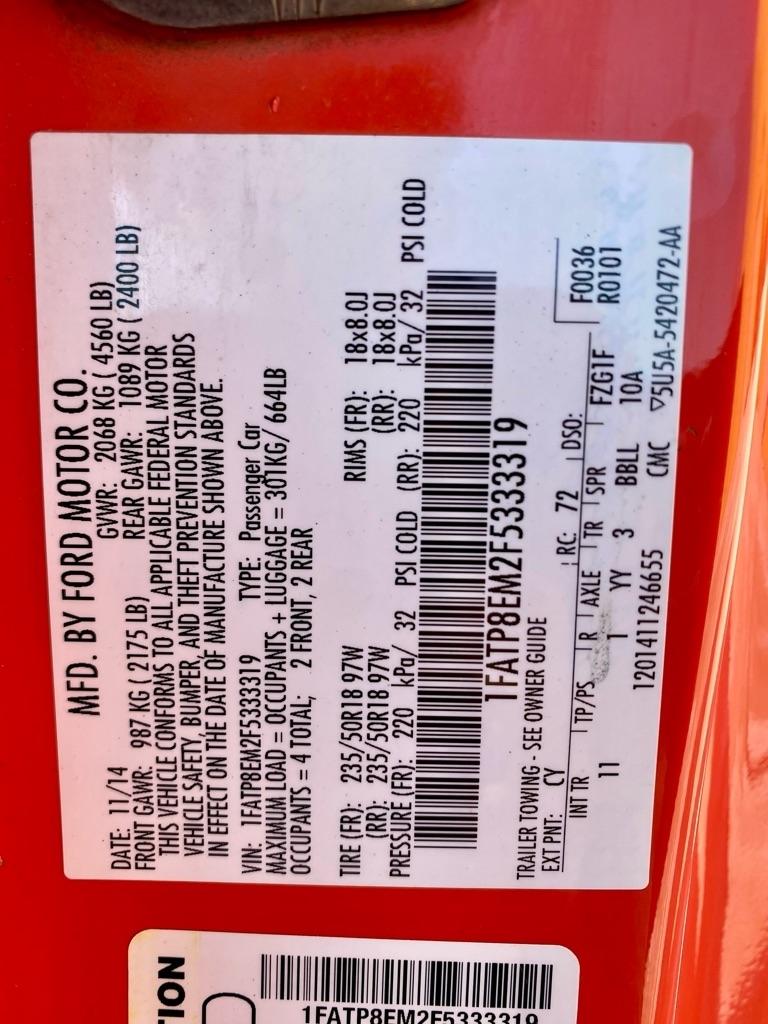 MFD. BY FORD MOTOR CO.
DATE: 11/14 GVWR: 2068 KG ( 4560 LB)
FRONT GAWR: 987 KG ( 2175 LB) REAR GAWR: 1089 KG ( 2400 LB)
THIS VEHICLE CONFORMS TO ALL APPLICABLE FEDERAL MOTOR
VEHICLE SAFETY, BUMPER, AND THEFT PREVENTION STANDARDS
IN EFFECT ON THE DATE OF MANUFACTURE SHOWN ABOVE.
VIN: 1FATP8EM2F5333319 TYPE: Passenger Car
MAXIMUM LOAD = OCCUPANTS + LUGGAGE = 301KG/ 664LB
OCCUPANTS = 4 TOTAL; 2 FRONT, 2 REAR
TIRE (FR): 235/50R18 97W RIMS (FR): 18x8.0J
(RR): 235/50R18 97W (RR): 18x8.0J
PRESSURE (FR): 220 kPa/ 32 PSI COLD (RR): 220 kPa/ 32 PSI COLD
1FATP8EM2F5333319
TRAILER TOWING - SEE OWNER GUIDE
EXT PNT: CY RC: 72 DSO: F0036
INT TR TP/PS R AXLE TR SPR FZG1F R0101
11 1 YY 3 BBLL 10A
1201411246655 CMC ▽5U5A-5420472-AA
TION
1FATP8EM2F5333319